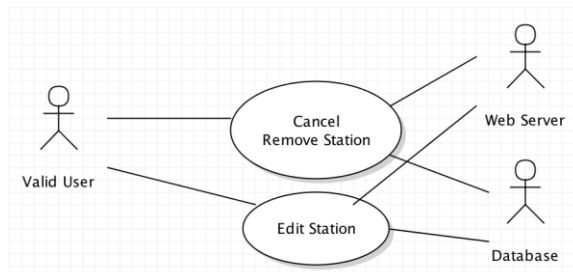 Cancel
Remove Station
Web Server
Valid User
Edit Station
Database